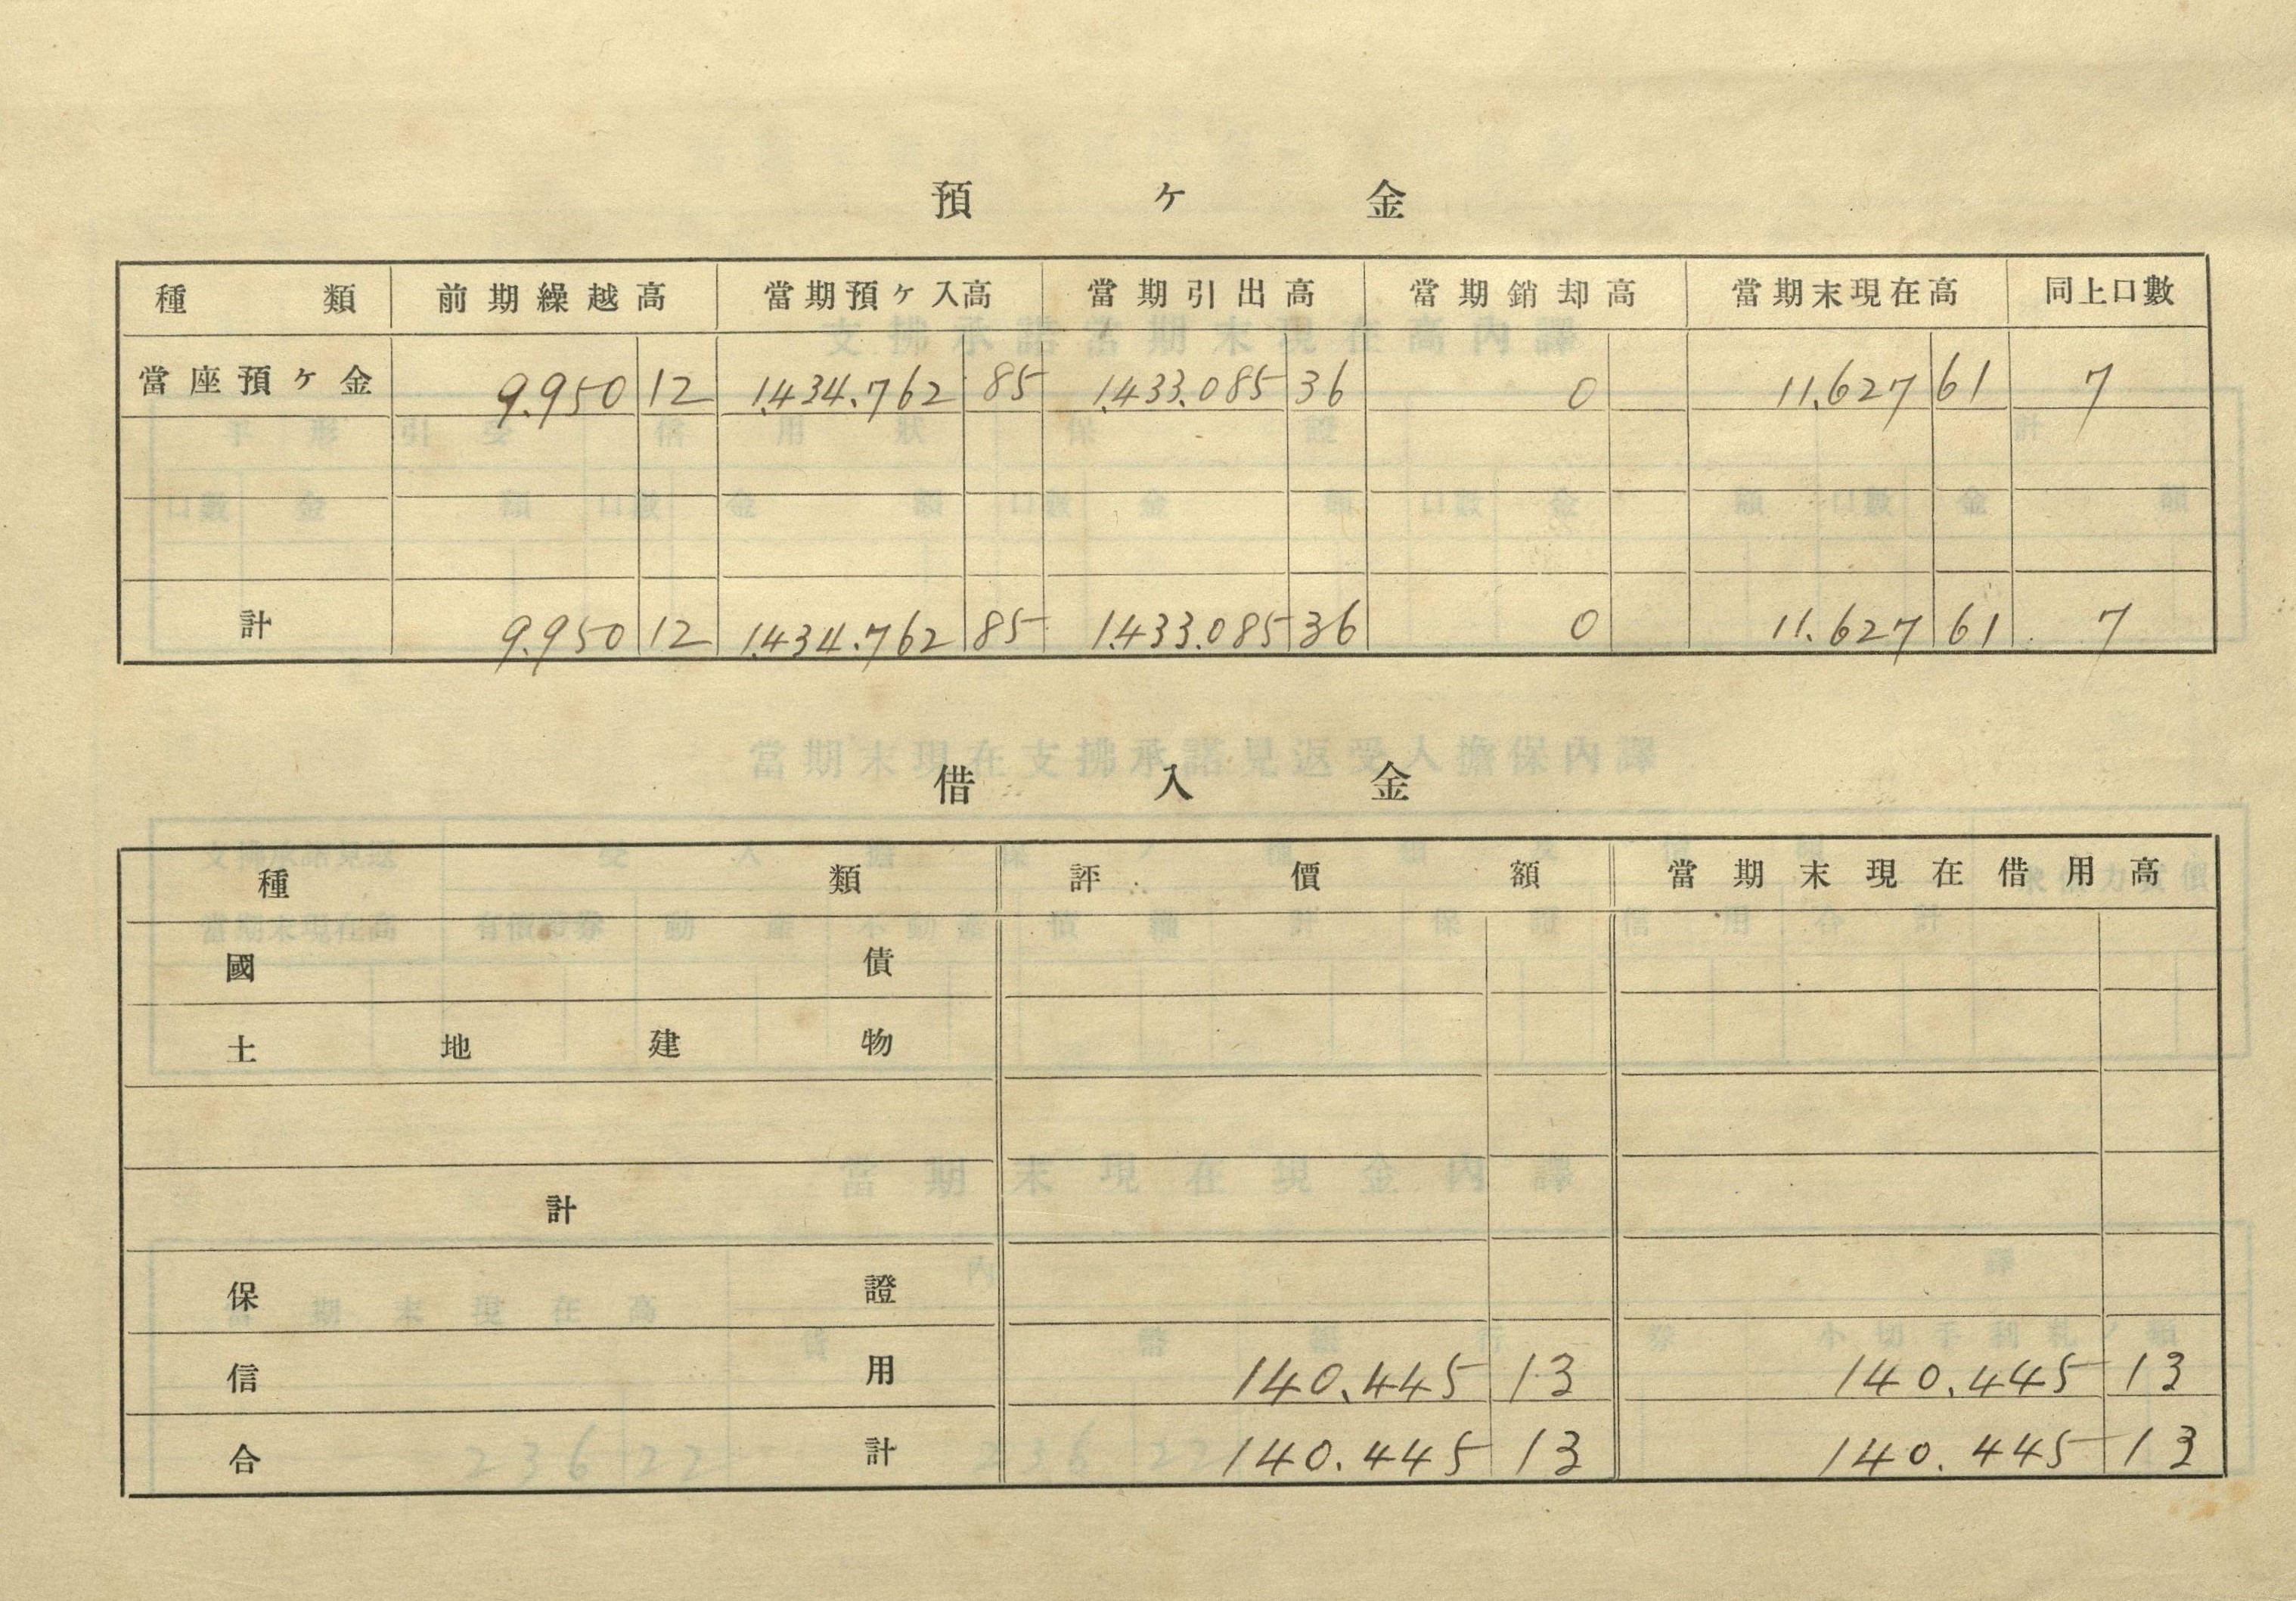 預ヶ金
種類 前期繰越高 當期預ヶ入高 當期引出高 當期銷却高 當期末現在高 同上口數
當座預ヶ金 9.950 12 1.434.762 85 1.433.085 36 0 11.627 61 7
計 9.950 12 1.434.762 85 1.433.085 36 0 11.627 61 7
借入金
種類 評價額 當期末現在借用高
國債
土地建物
計
保證
信用 140.445 13 140.445 13
合計 140.445 13 140.445 13